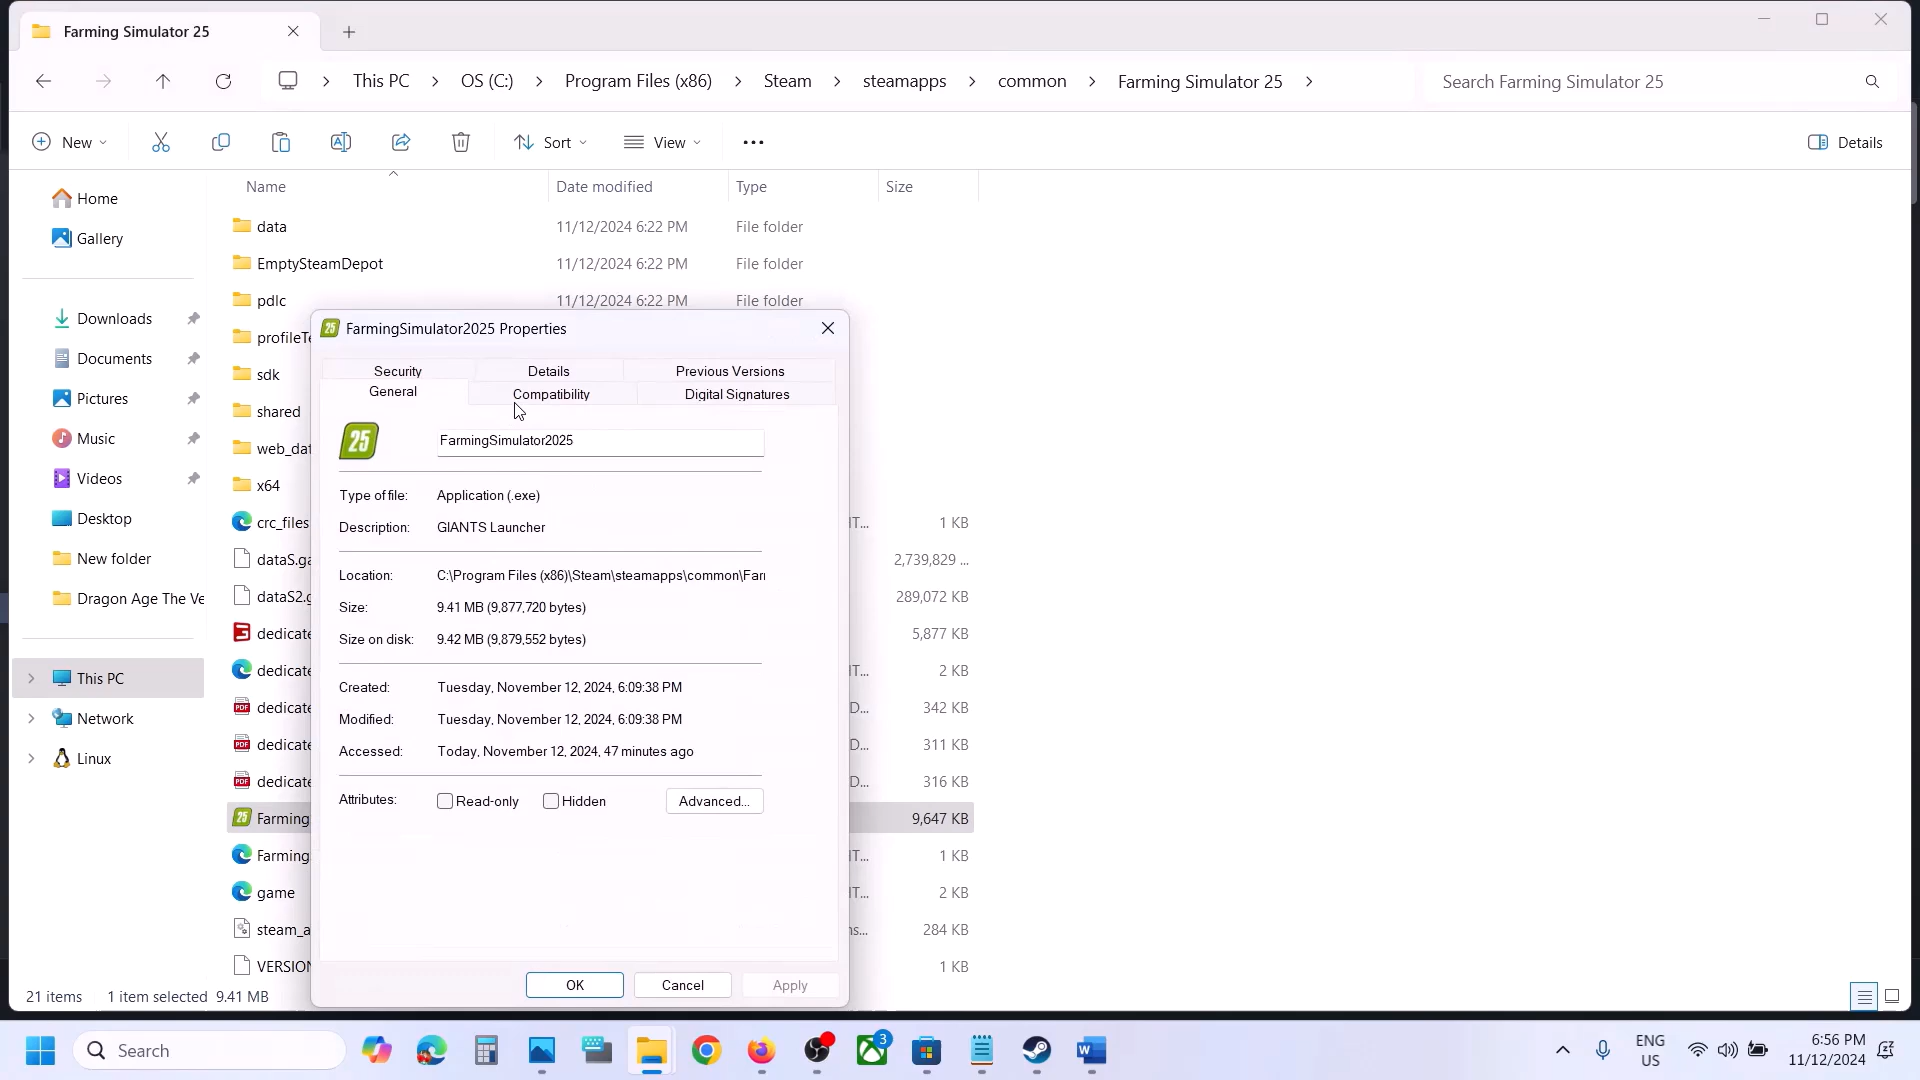 Farming Simulator 25
This PC > OS (C:) > Program Files (x86) > Steam > steamapps > common > Farming Simulator 25 >
Search Farming Simulator 25
New
Sort
View
Details
Name
Date modified
Type
Size
Home
Gallery
Downloads
Documents
Pictures
Music
Videos
Desktop
New folder
Dragon Age The Ve
This PC
Network
Linux
data 11/12/2024 6:22 PM File folder
EmptySteamDepot 11/12/2024 6:22 PM File folder
pdlc 11/12/2024 6:22 PM File folder
profileTe
sdk
shared
web_dat
x64
crc_files 1 KB
dataS.ga 2,739,829 ...
dataS2.g 289,072 KB
dedicate 5,877 KB
dedicate 2 KB
dedicate 342 KB
dedicate 311 KB
dedicate 316 KB
Farming 9,647 KB
Farming 1 KB
game 2 KB
steam_a 284 KB
VERSION 1 KB
FarmingSimulator2025 Properties
Security
Details
Previous Versions
General
Compatibility
Digital Signatures
25
FarmingSimulator2025
Type of file: Application (.exe)
Description: GIANTS Launcher
Location: C:\Program Files (x86)\Steam\steamapps\common\Far
Size: 9.41 MB (9,877,720 bytes)
Size on disk: 9.42 MB (9,879,552 bytes)
Created: Tuesday, November 12, 2024, 6:09:38 PM
Modified: Tuesday, November 12, 2024, 6:09:38 PM
Accessed: Today, November 12, 2024, 47 minutes ago
Attributes: Read-only Hidden Advanced...
OK
Cancel
Apply
21 items 1 item selected 9.41 MB
Search
3
ENG
US
6:56 PM
11/12/2024